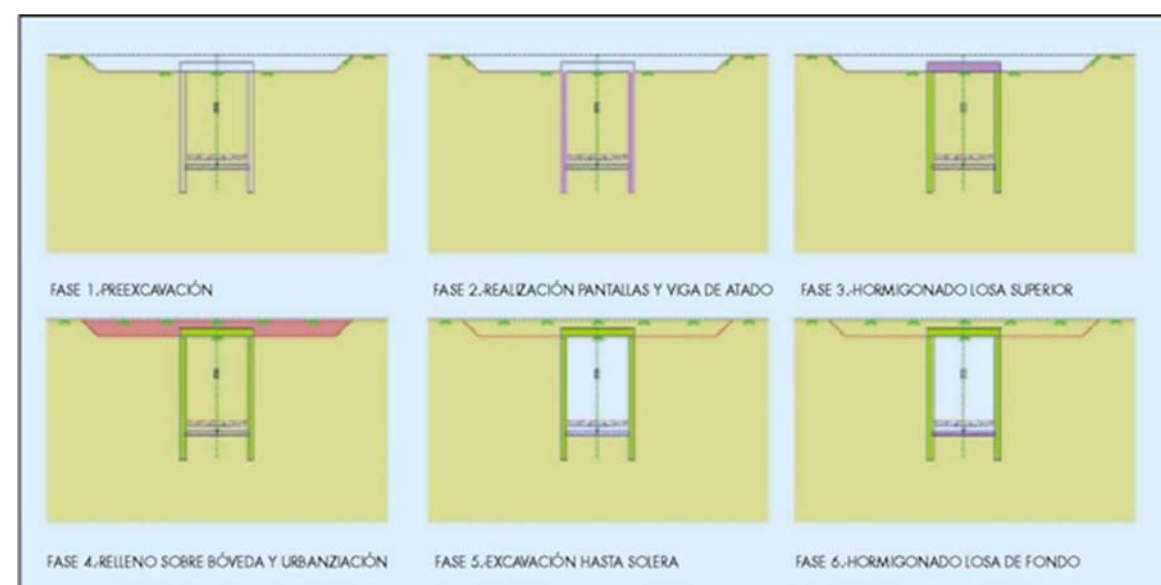 FASE 1.-PREEXCAVACIÓN
FASE 2.-REALIZACIÓN PANTALLAS Y VIGA DE ATADO
FASE 3.-HORMIGONADO LOSA SUPERIOR
FASE 4.-RELLENO SOBRE BÓVEDA Y URBANZIACIÓN
FASE 5.-EXCAVACIÓN HASTA SOLERA
FASE 6.-HORMIGONADO LOSA DE FONDO